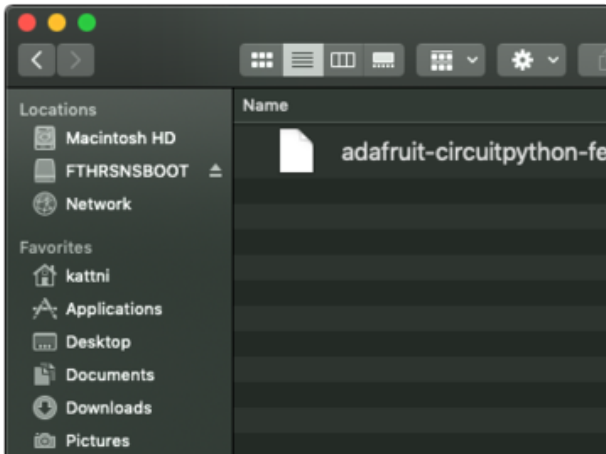 Locations
Macintosh HD
FTHRSNSBOOT
Network
Favorites
kattni
Applications
Desktop
Documents
Downloads
Pictures
Name
adafruit-circuitpython-fe